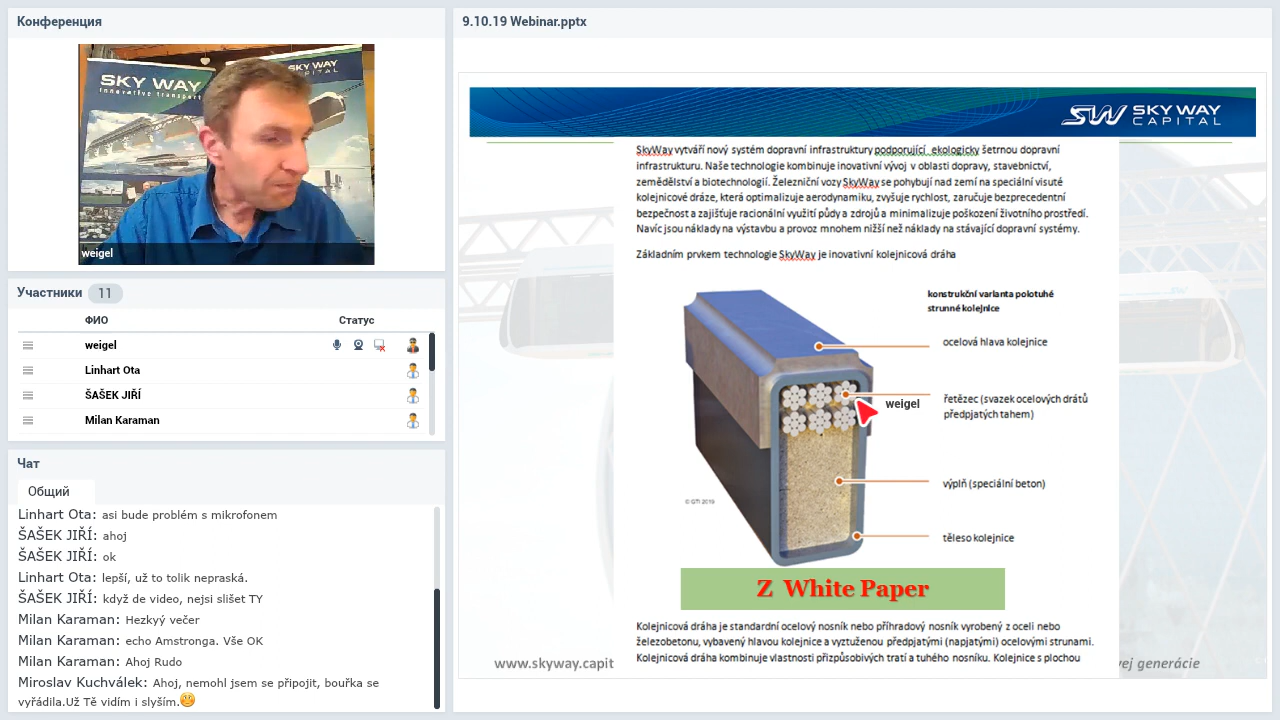 Конференция
SKY WAY
innovative transport
SKY WAY
CAPITAL
weigel
Участники 11
ФИО Статус
weigel
Linhart Ota
ŠAŠEK JIŘÍ
Milan Karaman
Чат
Общий
Linhart Ota: asi bude problém s mikrofonem
ŠAŠEK JIŘÍ: ahoj
ŠAŠEK JIŘÍ: ok
Linhart Ota: lepší, už to tolik nepraská.
ŠAŠEK JIŘÍ: když de video, nejsi slišet TY
Milan Karaman: Hezkyý večer
Milan Karaman: echo Amstronga. Vše OK
Milan Karaman: Ahoj Rudo
Miroslav Kuchválek: Ahoj, nemohl jsem se připojit, bouřka se
vyřádila.Už Tě vidím i slyším.
9.10.19 Webinar.pptx
SW SKY WAY
CAPITAL
SkyWay vytváří nový systém dopravní infrastruktury podporující ekologicky šetrnou dopravní
infrastrukturu. Naše technologie kombinuje inovativní vývoj v oblasti dopravy, stavebnictví,
zemědělství a biotechnologií. Železniční vozy SkyWay se pohybují nad zemí na speciální visuté
kolejnicové dráze, která optimalizuje aerodynamiku, zvyšuje rychlost, zaručuje bezprecedentní
bezpečnost a zajišťuje racionální využití půdy a zdrojů a minimalizuje poškození životního prostředí.
Navíc jsou náklady na výstavbu a provoz mnohem nižší než náklady na stávající dopravní systémy.
Základním prvkem technologie SkyWay je inovativní kolejnicová dráha
konstrukční varianta polotuhé
strunné kolejnice
ocelová hlava kolejnice
řetězec (svazek ocelových drátů
předpjatých tahem)
weigel
výplň (speciální beton)
© GTI 2019
těleso kolejnice
Z White Paper
Kolejnicová dráha je standardní ocelový nosník nebo příhradový nosník vyrobený z oceli nebo
železobetonu, vybavený hlavou kolejnice a vyztuženou předpjatými (napjatými) ocelovými strunami.
Kolejnicová dráha kombinuje vlastnosti přizpůsobivých tratí a tuhého nosníku. Kolejnice s plochou
www.skyway.capit
vej generácie